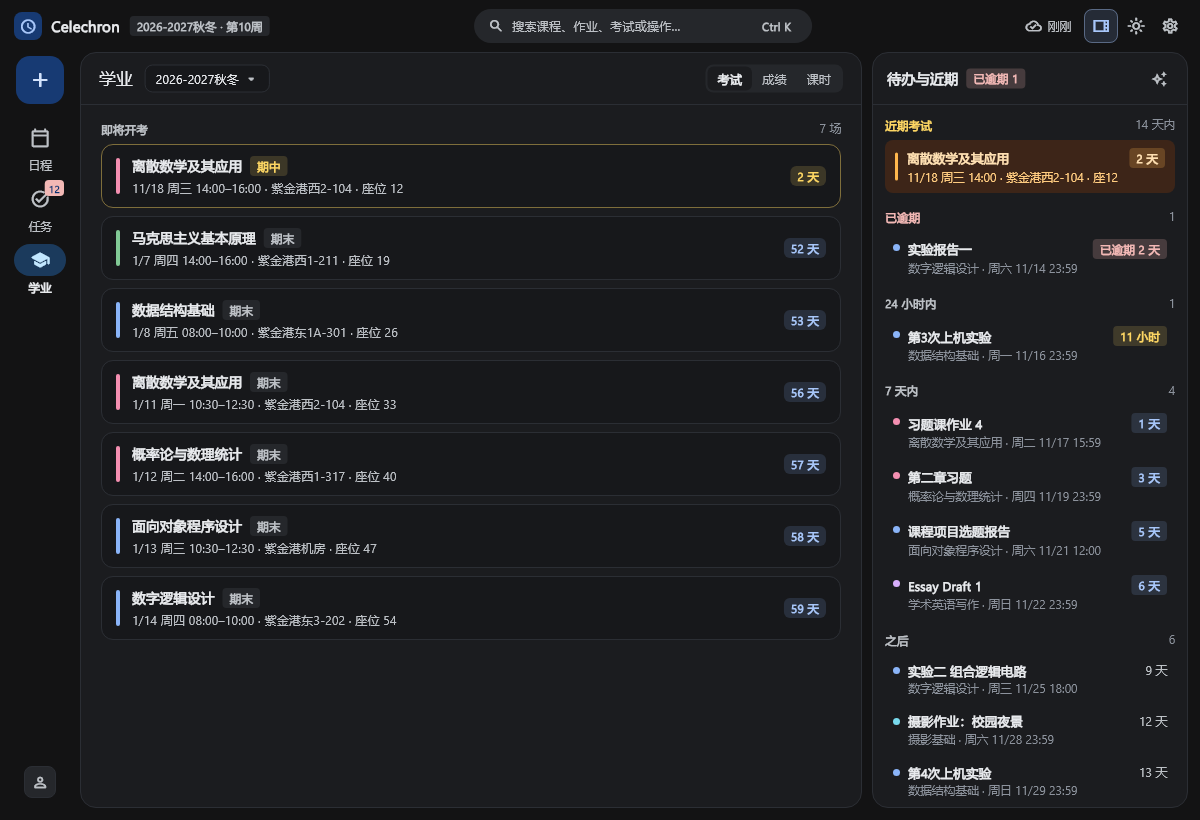 Celechron
2026-2027秋冬 · 第10周
搜索课程、作业、考试或操作...
Ctrl K
刚刚
日程
12
任务
学业
学业
2026-2027秋冬
考试
成绩
课时
即将开考
7 场
离散数学及其应用 期中
11/18 周三 14:00–16:00 · 紫金港西2-104 · 座位 12
2 天
马克思主义基本原理 期末
1/7 周四 14:00–16:00 · 紫金港西1-211 · 座位 19
52 天
数据结构基础 期末
1/8 周五 08:00–10:00 · 紫金港东1A-301 · 座位 26
53 天
离散数学及其应用 期末
1/11 周一 10:30–12:30 · 紫金港西2-104 · 座位 33
56 天
概率论与数理统计 期末
1/12 周二 14:00–16:00 · 紫金港西1-317 · 座位 40
57 天
面向对象程序设计 期末
1/13 周三 10:30–12:30 · 紫金港机房 · 座位 47
58 天
数字逻辑设计 期末
1/14 周四 08:00–10:00 · 紫金港东3-202 · 座位 54
59 天
待办与近期 已逾期 1
近期考试
14 天内
离散数学及其应用
2 天
11/18 周三 14:00 · 紫金港西2-104 · 座12
已逾期
1
实验报告一
已逾期 2 天
数字逻辑设计 · 周六 11/14 23:59
24 小时内
1
第3次上机实验
11 小时
数据结构基础 · 周一 11/16 23:59
7 天内
4
习题课作业 4
1 天
离散数学及其应用 · 周二 11/17 15:59
第二章习题
3 天
概率论与数理统计 · 周四 11/19 23:59
课程项目选题报告
5 天
面向对象程序设计 · 周六 11/21 12:00
Essay Draft 1
6 天
学术英语写作 · 周日 11/22 23:59
之后
6
实验二 组合逻辑电路
9 天
数字逻辑设计 · 周三 11/25 18:00
摄影作业：校园夜景
12 天
摄影基础 · 周六 11/28 23:59
第4次上机实验
13 天
数据结构基础 · 周日 11/29 23:59